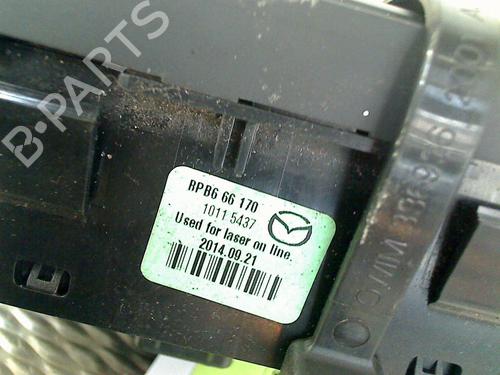 B-PARTS
RPB6 66 170
1011 5437
Used for laser on line.
2014.09.21